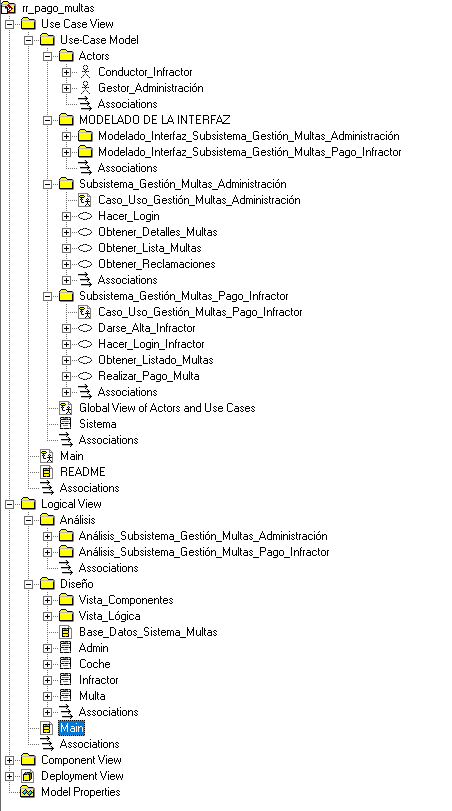 rr_pago_multas
Use Case View
Use-Case Model
Actors
Conductor_Infractor
Gestor_Administración
Associations
MODELADO DE LA INTERFAZ
Modelado_Interfaz_Subsistema_Gestión_Multas_Administración
Modelado_Interfaz_Subsistema_Gestión_Multas_Pago_Infractor
Associations
Subsistema_Gestión_Multas_Administración
Caso_Uso_Gestión_Multas_Administración
Hacer_Login
Obtener_Detalles_Multas
Obtener_Lista_Multas
Obtener_Reclamaciones
Associations
Subsistema_Gestión_Multas_Pago_Infractor
Caso_Uso_Gestión_Multas_Pago_Infractor
Darse_Alta_Infractor
Hacer_Login_Infractor
Obtener_Listado_Multas
Realizar_Pago_Multa
Associations
Global View of Actors and Use Cases
Sistema
Associations
Main
README
Associations
Logical View
Análisis
Análisis_Subsistema_Gestión_Multas_Administración
Análisis_Subsistema_Gestión_Multas_Pago_Infractor
Associations
Diseño
Vista_Componentes
Vista_Lógica
Base_Datos_Sistema_Multas
Admin
Coche
Infractor
Multa
Associations
Main
Associations
Component View
Deployment View
Model Properties